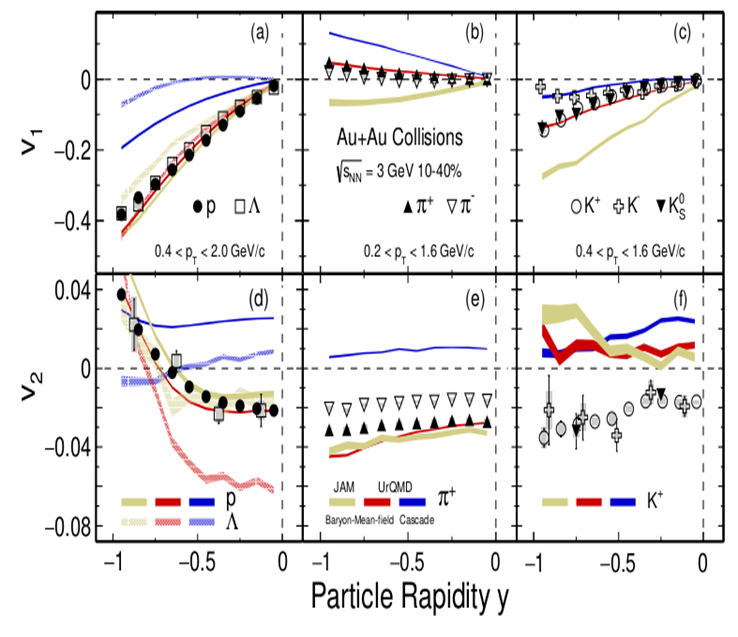 (a) (b) (c)
0
−0.2
−0.4
v₁
Au+Au Collisions
√sNN = 3 GeV 10-40%
p Λ
π⁺ π⁻
K⁺ K⁻ K⁰S
0.4 < pT < 2.0 GeV/c
0.2 < pT < 1.6 GeV/c
0.4 < pT < 1.6 GeV/c
(d) (e) (f)
0.04
0
−0.04
−0.08
v₂
p
Λ
JAM UrQMD
π⁺
Baryon-Mean-field Cascade
K⁺
−1 −0.5 0 −1 −0.5 0 −1 −0.5 0
Particle Rapidity y